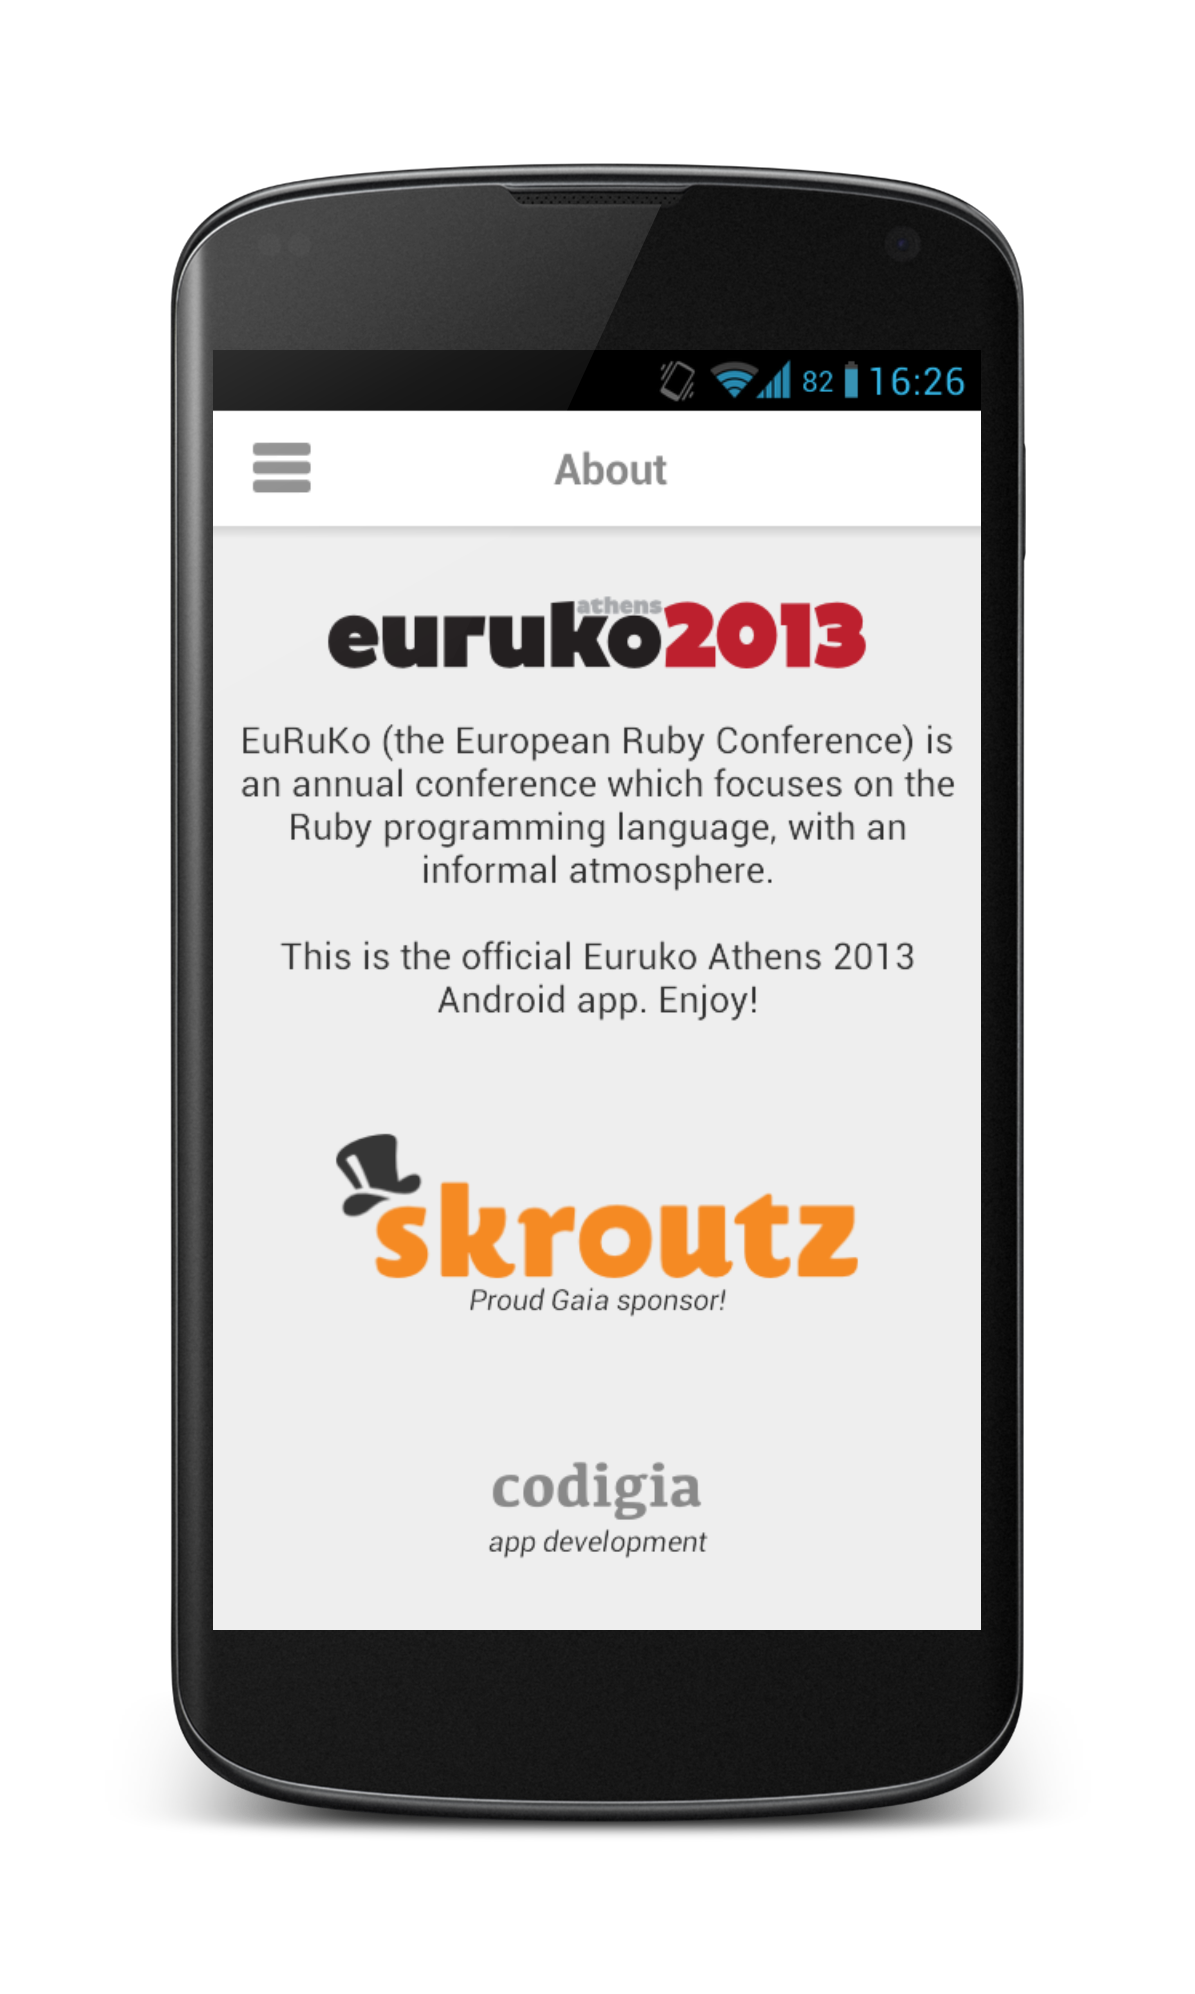 82 16:26
About
athens
euruko2013
EuRuKo (the European Ruby Conference) is
an annual conference which focuses on the
Ruby programming language, with an
informal atmosphere.
This is the official Euruko Athens 2013
Android app. Enjoy!
skroutz
Proud Gaia sponsor!
codigia
app development